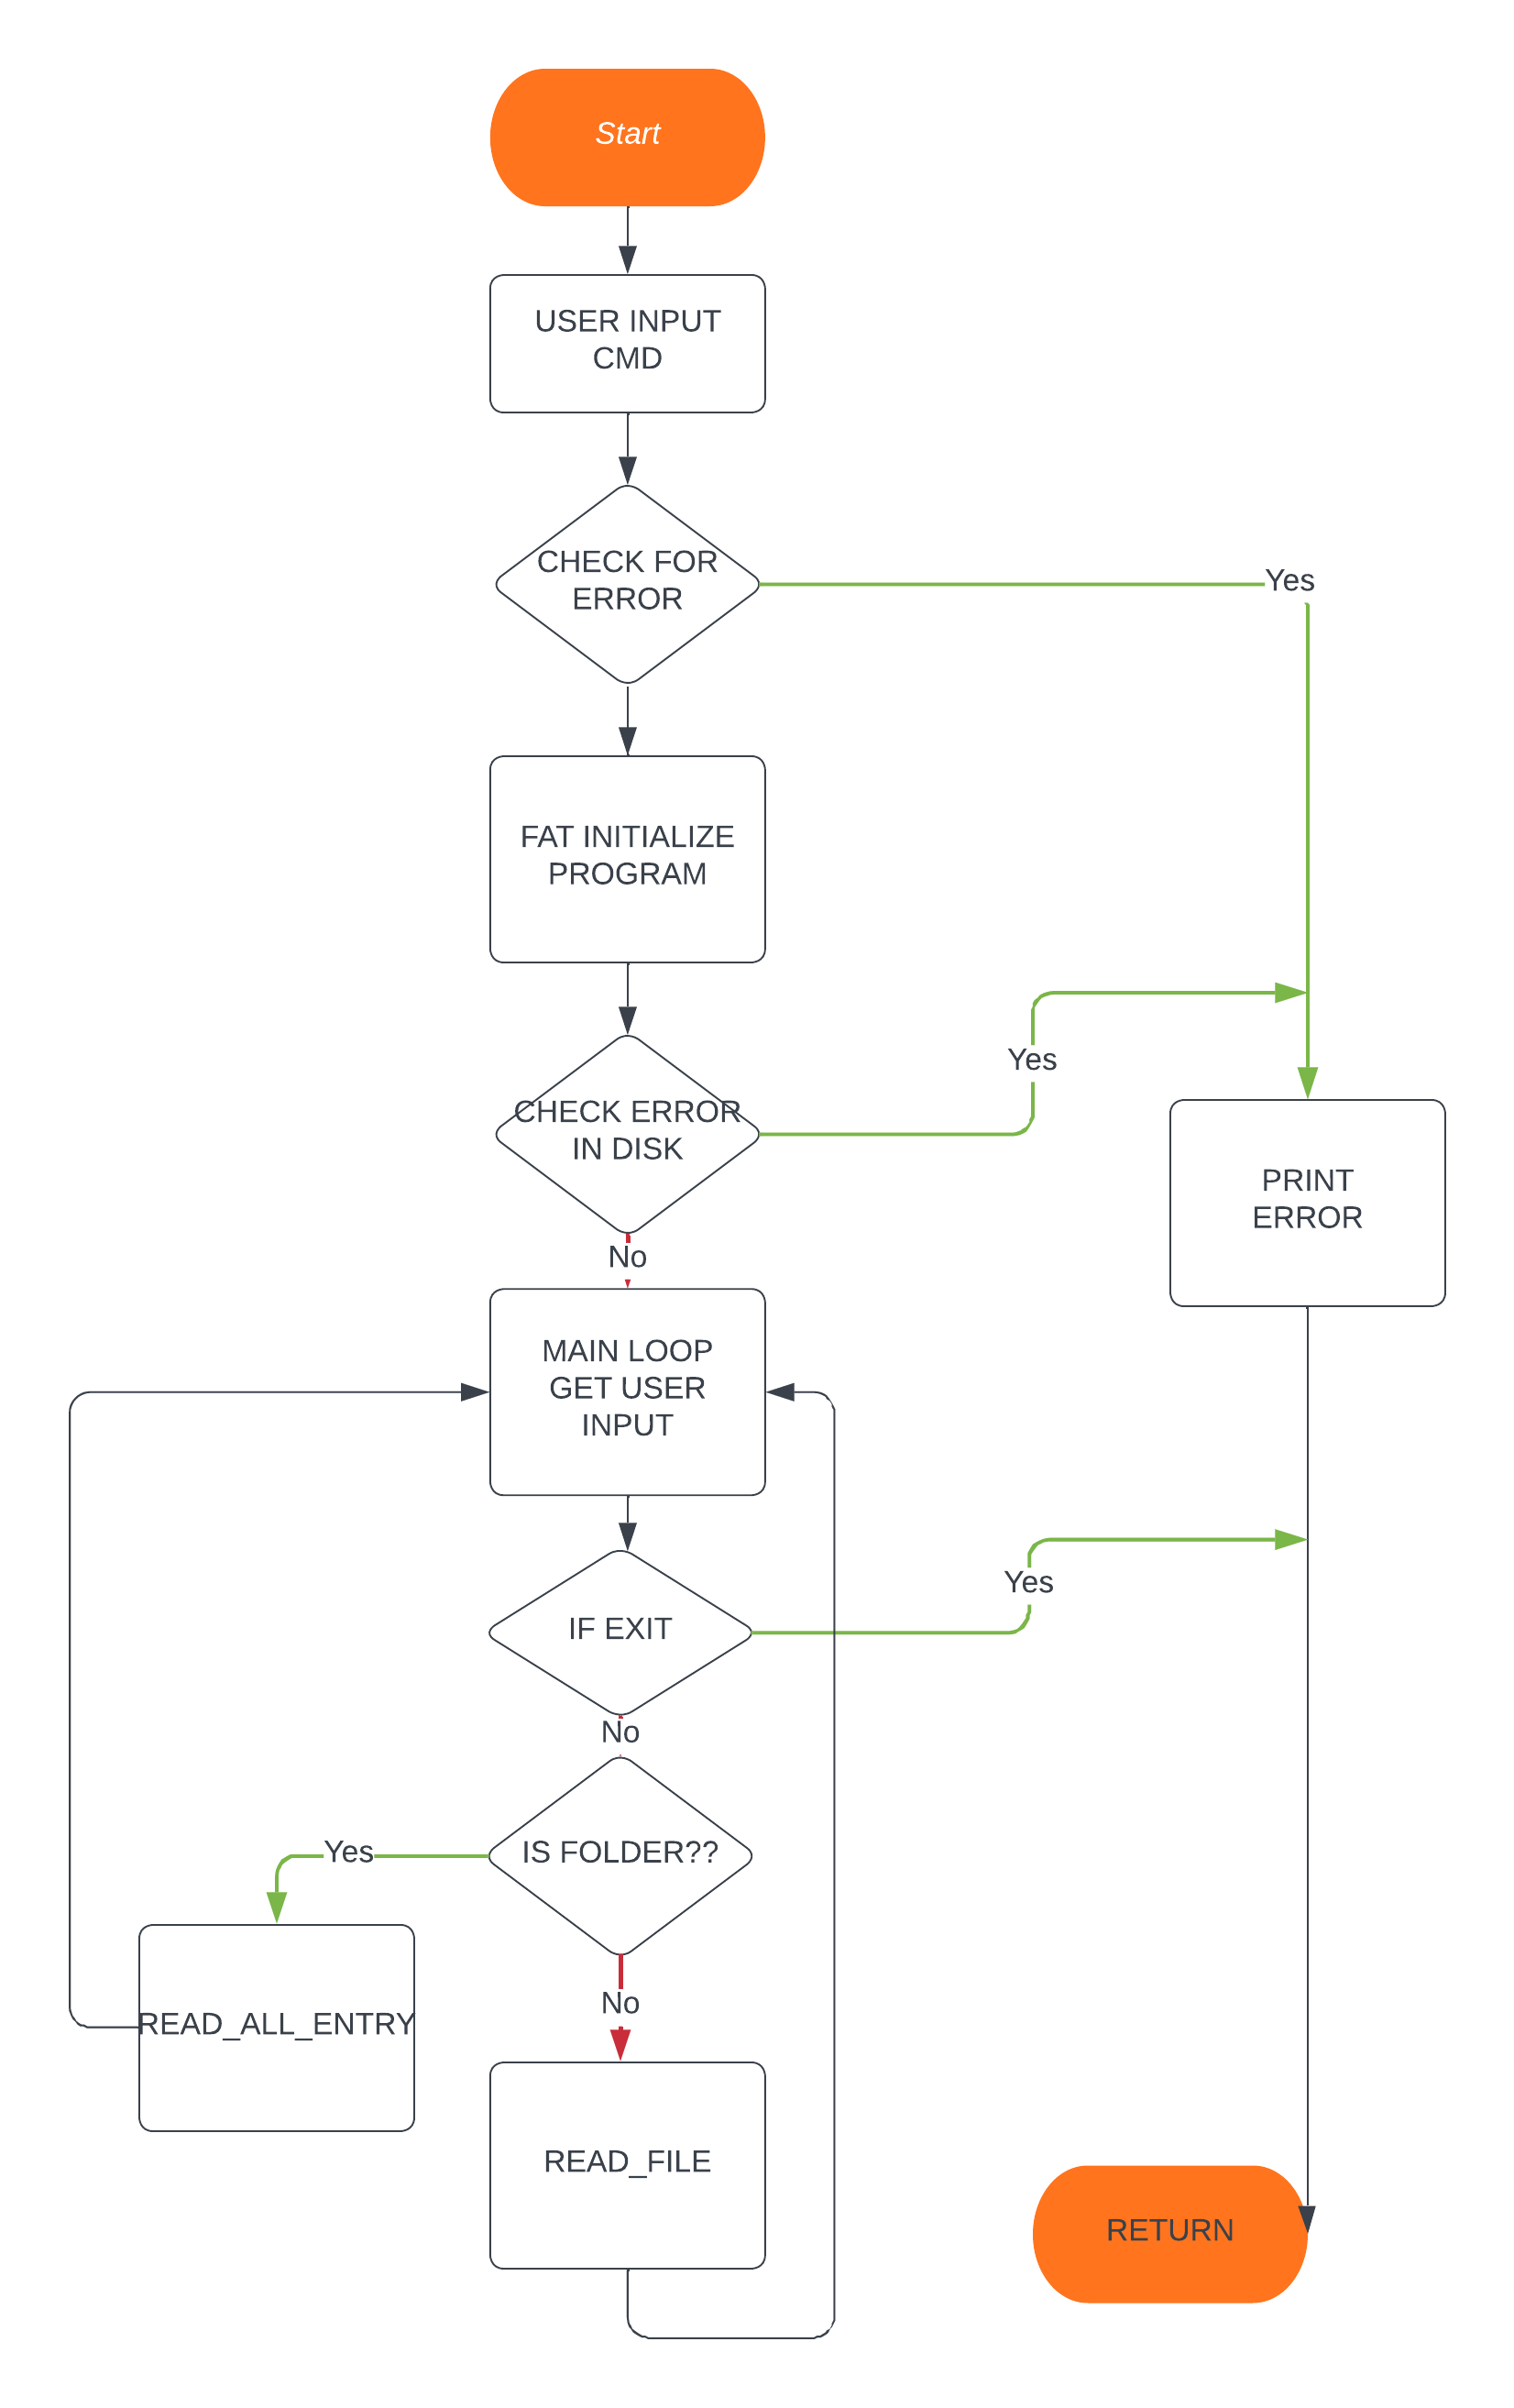 Start
USER INPUT
CMD
CHECK FOR
ERROR
Yes
FAT INITIALIZE
PROGRAM
Yes
CHECK ERROR
IN DISK
PRINT
ERROR
No
MAIN LOOP
GET USER
INPUT
Yes
IF EXIT
No
IS FOLDER??
Yes
No
READ_ALL_ENTRY
READ_FILE
RETURN